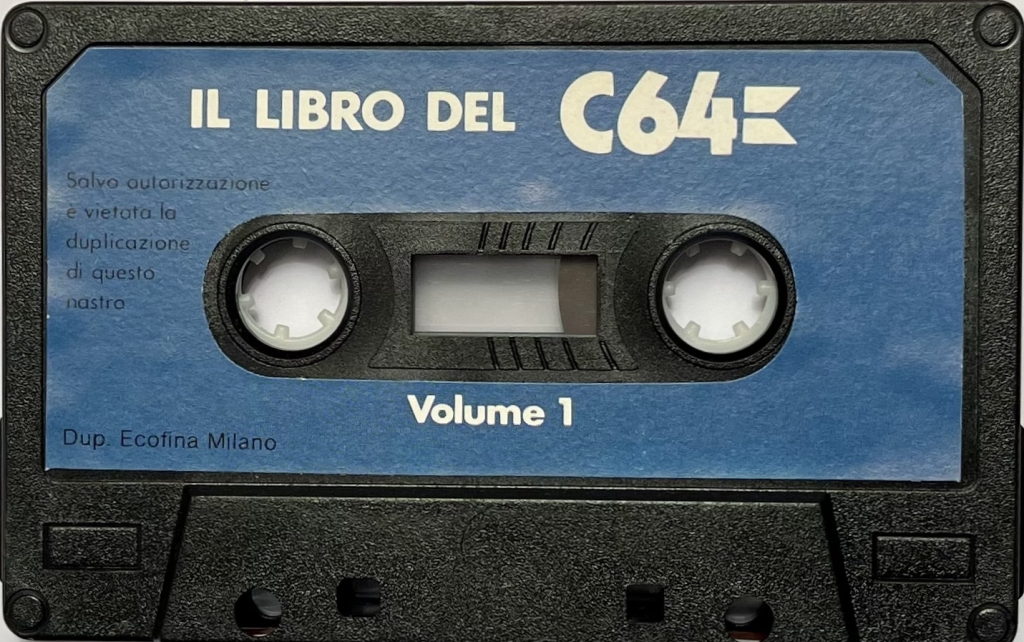 IL LIBRO DEL C64
Salvo autorizzazione
è vietata la
duplicazione
di questo
nastro
Volume 1
Dup. Ecofina Milano